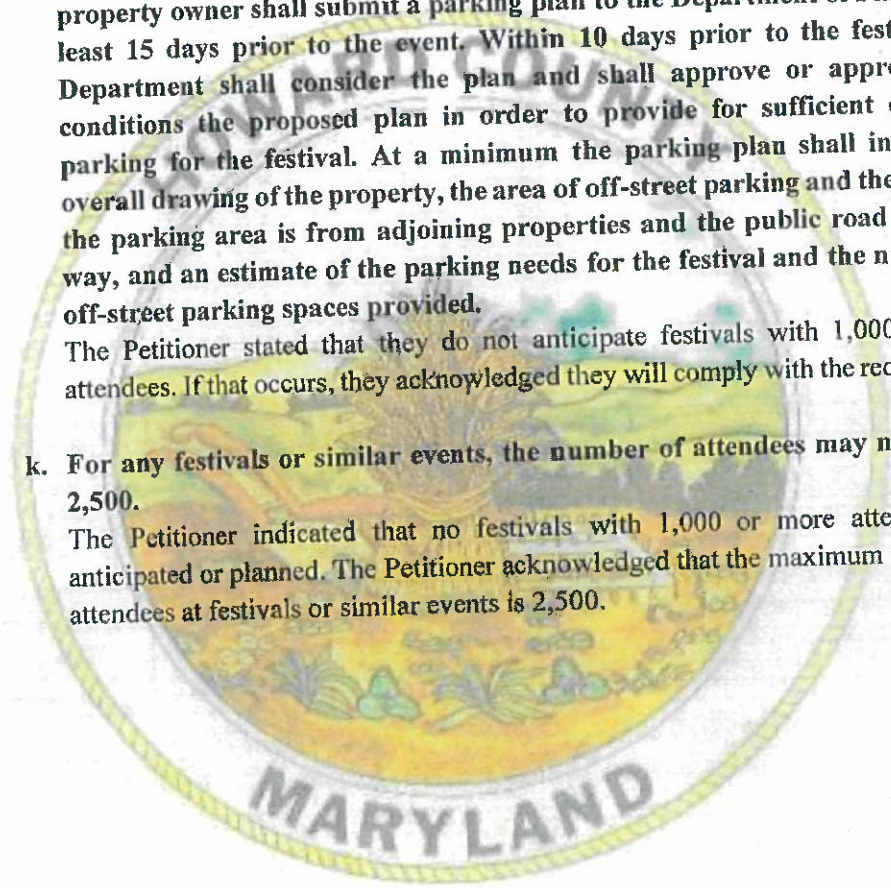 property owner shall submit a parking plan to the Department of
least 15 days prior to the event. Within 10 days prior to the fest
Department shall consider the plan and shall approve or appr
conditions the proposed plan in order to provide for sufficient
parking for the festival. At a minimum the parking plan shall in
overall drawing of the property, the area of off-street parking and the
the parking area is from adjoining properties and the public road
way, and an estimate of the parking needs for the festival and the n
off-street parking spaces provided.
The Petitioner stated that they do not anticipate festivals with 1,000
attendees. If that occurs, they acknowledged they will comply with the rec
k. For any festivals or similar events, the number of attendees may n
2,500.
The Petitioner indicated that no festivals with 1,000 or more atte
anticipated or planned. The Petitioner acknowledged that the maximum
attendees at festivals or similar events is 2,500.
HOWARD COUNTY
MARYLAND